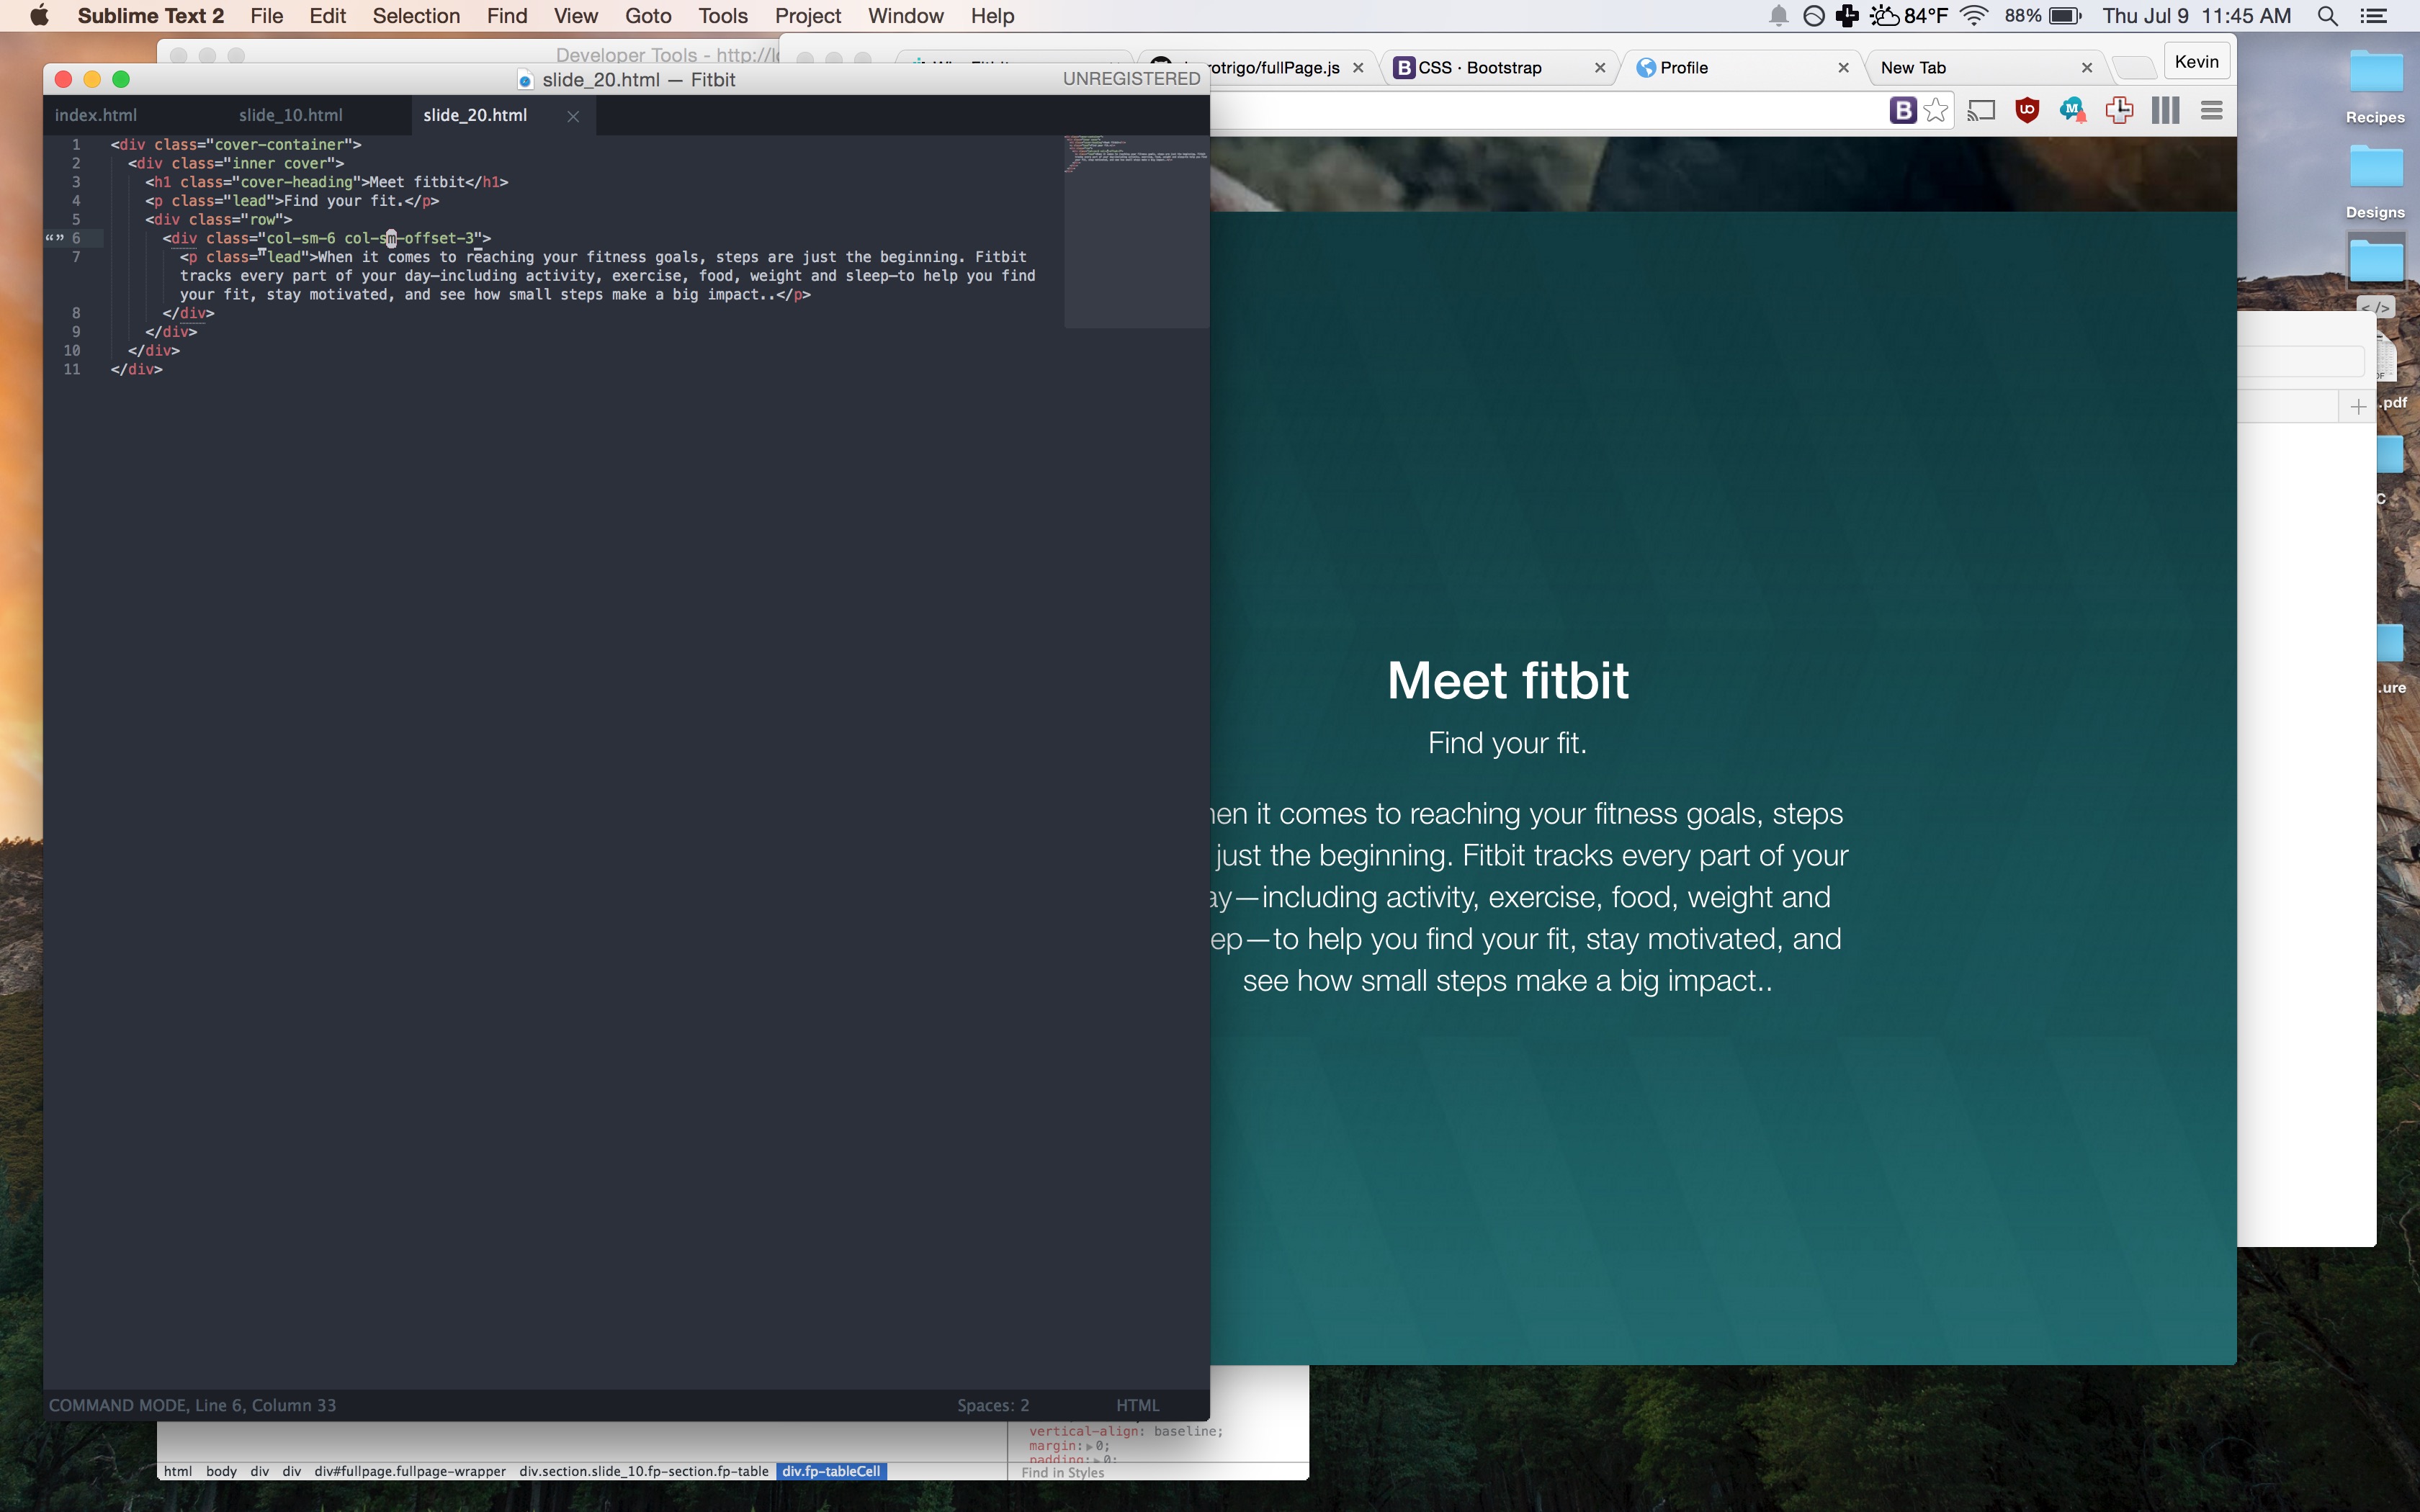 Sublime Text 2 File Edit Selection Find View Goto Tools Project Window Help
84°F 88% Thu Jul 9 11:45 AM
Developer Tools - http://l
slide_20.html — Fitbit UNREGISTERED
index.html slide_10.html slide_20.html
1 <div class="cover-container">
2 <div class="inner cover">
3 <h1 class="cover-heading">Meet fitbit</h1>
4 <p class="lead">Find your fit.</p>
5 <div class="row">
“” 6 <div class="col-sm-6 col-sm-offset-3">
7 <p class="lead">When it comes to reaching your fitness goals, steps are just the beginning. Fitbit
tracks every part of your day—including activity, exercise, food, weight and sleep—to help you find
your fit, stay motivated, and see how small steps make a big impact..</p>
8 </div>
9 </div>
10 </div>
11 </div>
COMMAND MODE, Line 6, Column 33 Spaces: 2 HTML
rotrigo/fullPage.js B CSS · Bootstrap Profile New Tab Kevin
B
Meet fitbit
Find your fit.
en it comes to reaching your fitness goals, steps
just the beginning. Fitbit tracks every part of your
ay—including activity, exercise, food, weight and
ep—to help you find your fit, stay motivated, and
see how small steps make a big impact..
Recipes
Designs
</>
.pdf
C
.ure
vertical-align: baseline;
margin: 0;
padding: 0;
html body div div div#fullpage.fullpage-wrapper div.section.slide_10.fp-section.fp-table div.fp-tableCell
Find in Styles